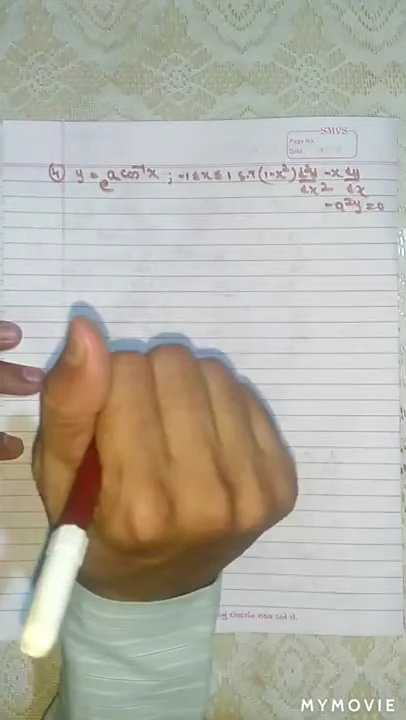 SMVS
Page No.
Date
④ y = e^{a cos⁻¹x} ; -1 ≤ x ≤ 1 S.T (1-x²) d²y/dx² - x dy/dx
- a²y = 0
MYMOVIE